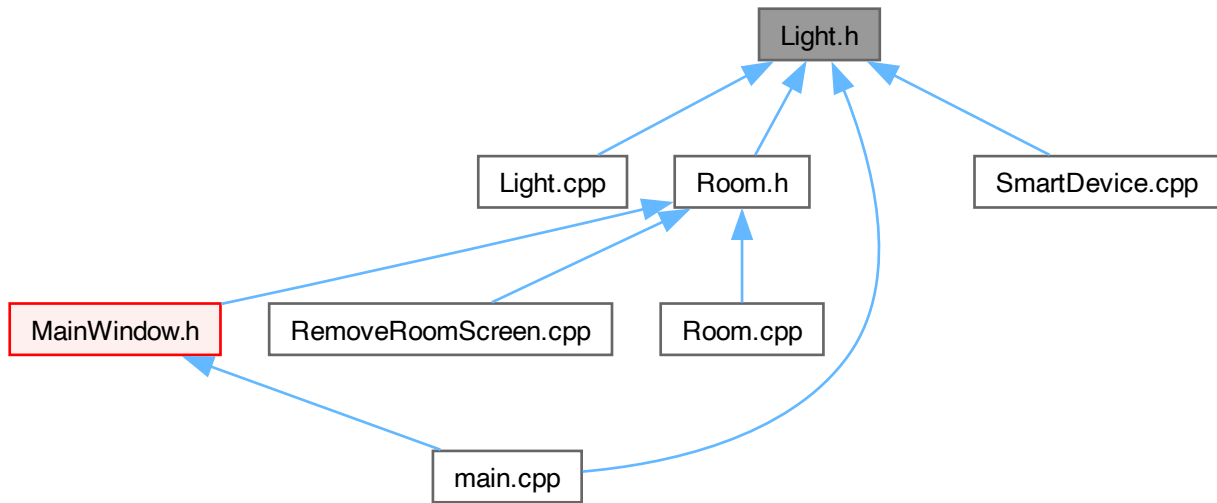 Light.h
Light.cpp
Room.h
SmartDevice.cpp
MainWindow.h
RemoveRoomScreen.cpp
Room.cpp
main.cpp